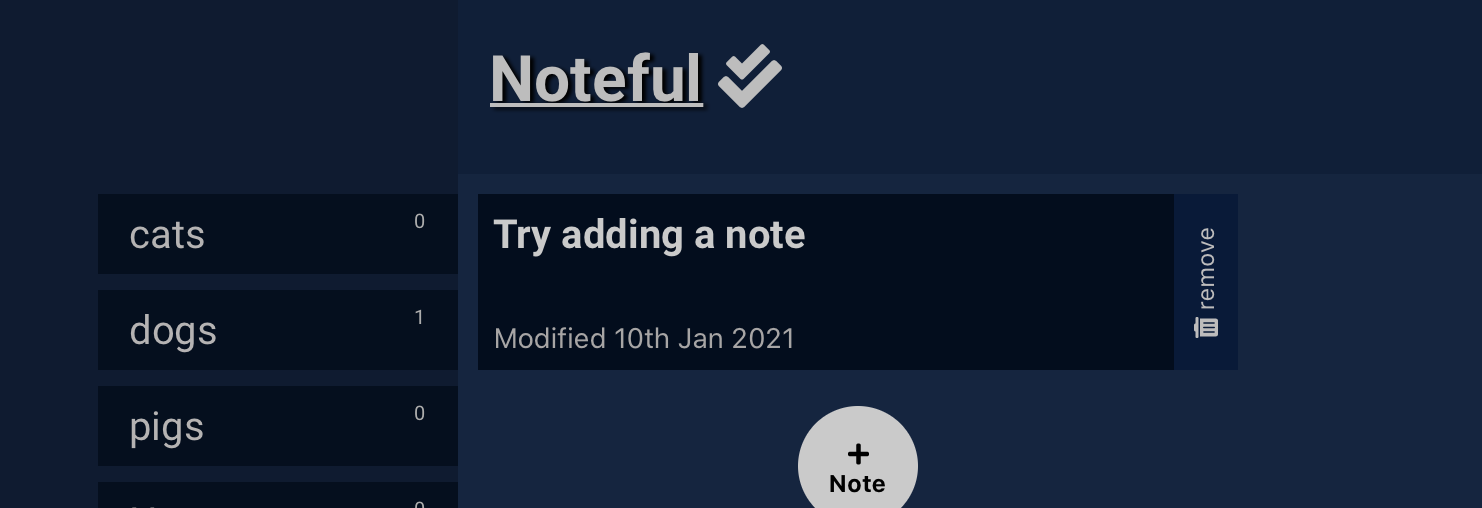 Noteful
cats 0
dogs 1
pigs 0
Try adding a note
Modified 10th Jan 2021
remove
+
Note